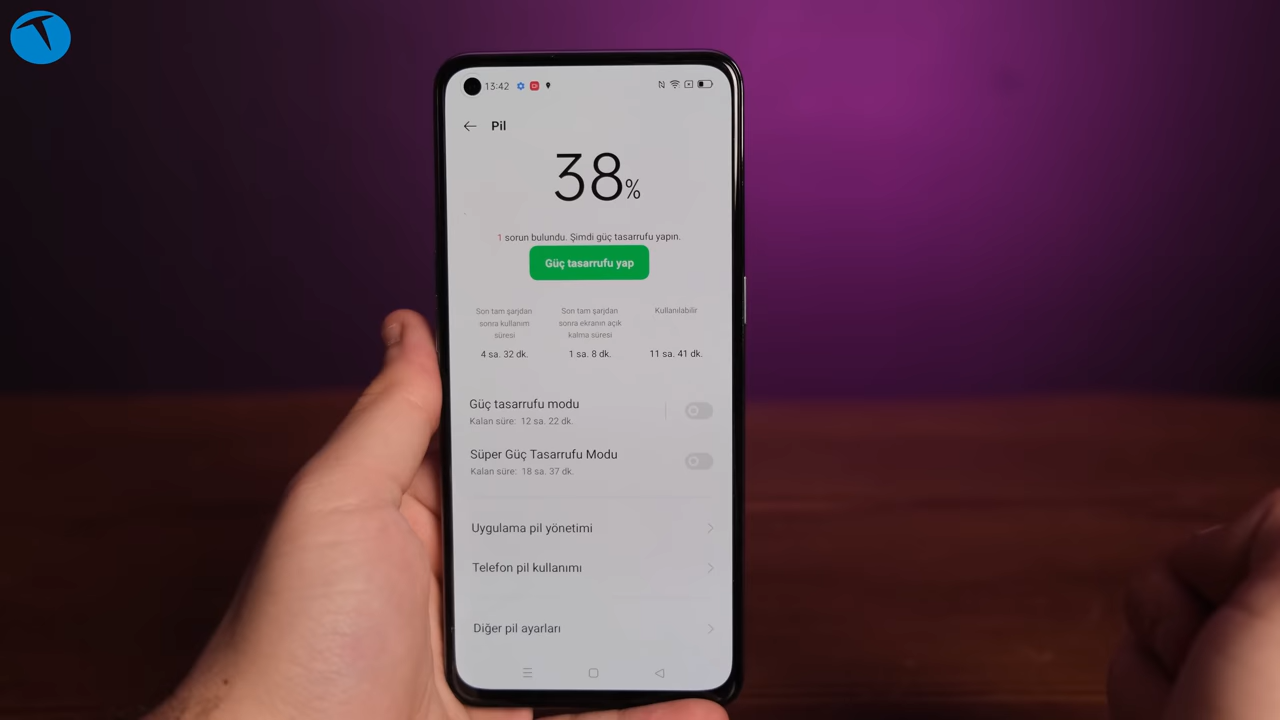 13:42
Pil
38%
1 sorun bulundu. Şimdi güç tasarrufu yapın.
Güç tasarrufu yap
Son tam şarjdan sonra kullanım süresi
4 sa. 32 dk.
Son tam şarjdan sonra ekranın açık kalma süresi
1 sa. 8 dk.
Kullanılabilir
11 sa. 41 dk.
Güç tasarrufu modu
Kalan süre: 12 sa. 22 dk.
Süper Güç Tasarrufu Modu
Kalan süre: 18 sa. 37 dk.
Uygulama pil yönetimi
Telefon pil kullanımı
Diğer pil ayarları